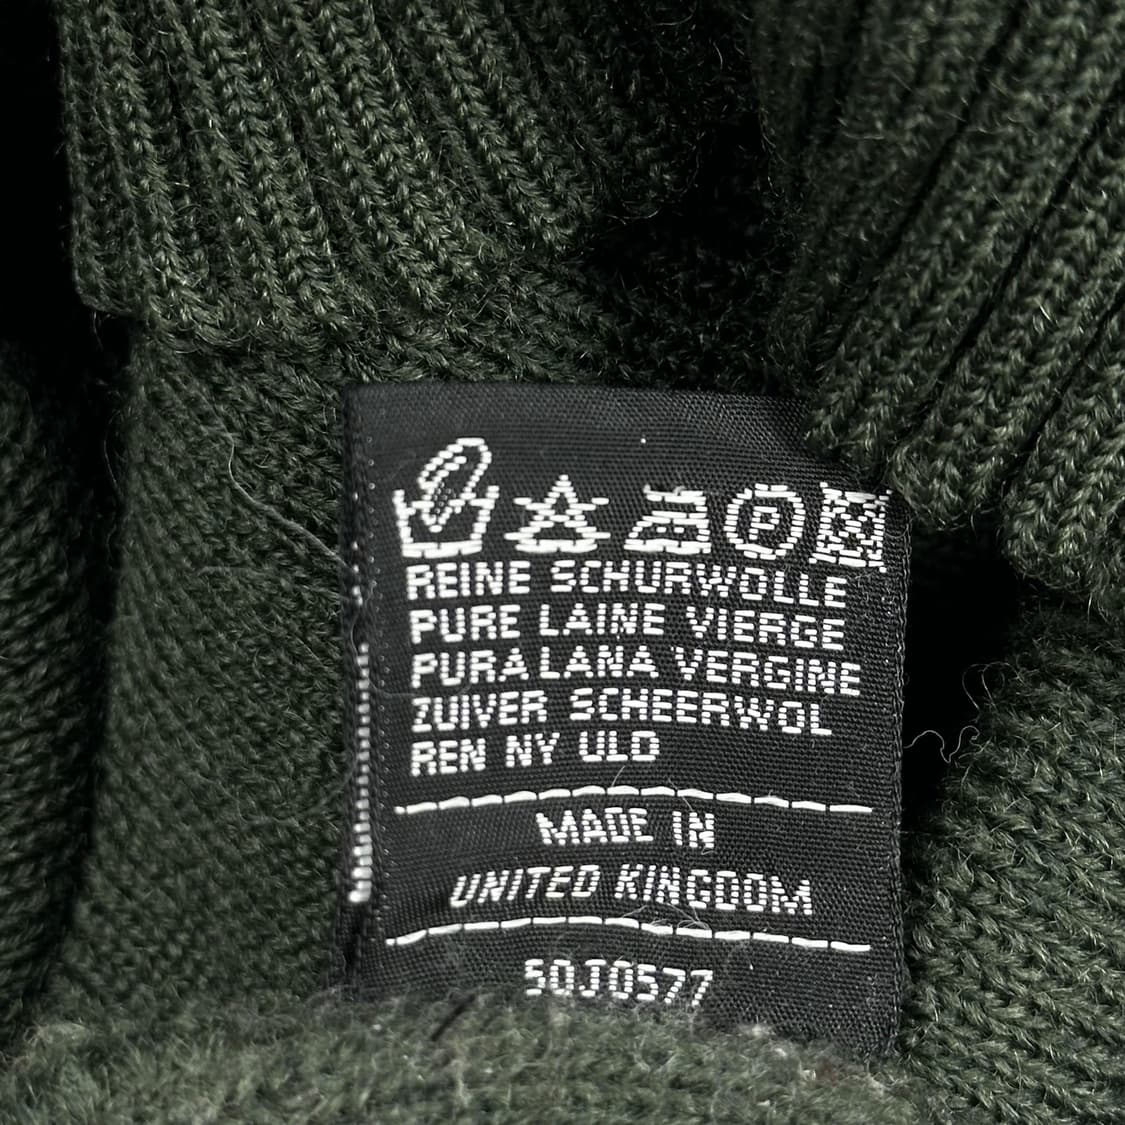 P
REINE SCHURWOLLE
PURE LAINE VIERGE
PURA LANA VERGINE
ZUIVER SCHEERWOL
REN NY ULD
MADE IN
UNITED KINGDOM
50J0577